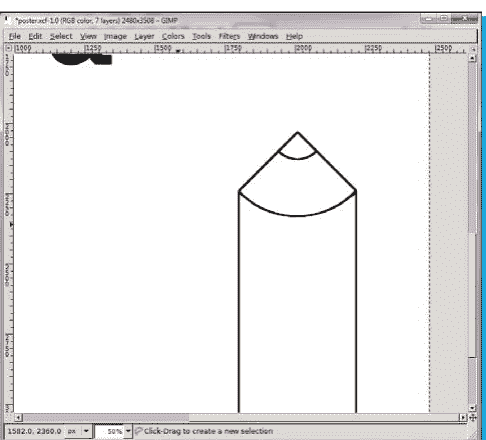 *poster.xcf-1.0 (RGB color, 7 layers) 2480x3508 – GIMP
File Edit Select View Image Layer Colors Tools Filters Windows Help
1000 1250 1500 1750 2000 2250 2500
1582.0, 2360.0 px 50% Click-Drag to create a new selection